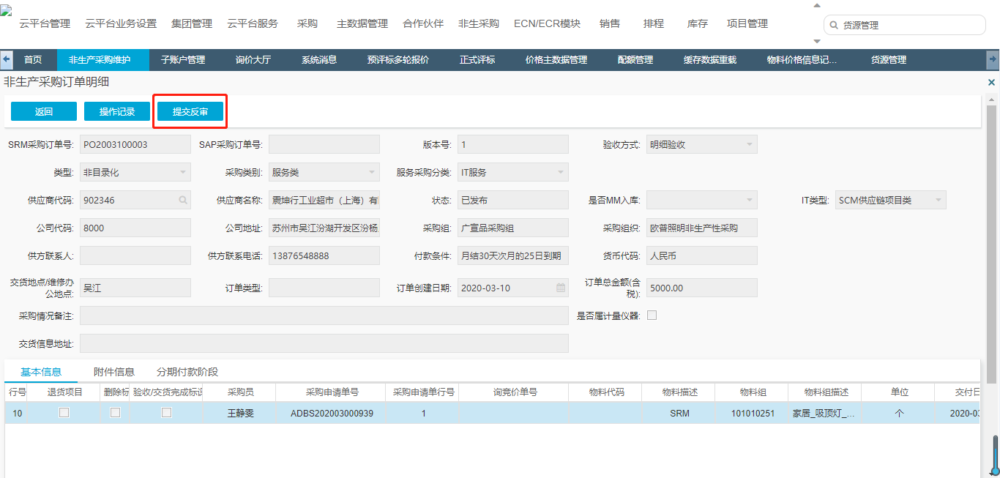 云平台管理 云平台业务设置 集团管理 云平台服务 采购 主数据管理 合作伙伴 非生采购 ECN/ECR模块 销售 排程 库存 项目管理 货源管理
首页 非生产采购维护 子账户管理 询价大厅 系统消息 预评标多轮报价 正式评标 价格主数据管理 配额管理 缓存数据重载 物料价格信息记... 货源管理
非生产采购订单明细
返回 操作记录 提交反审
SRM采购订单号: PO2003100003 SAP采购订单号: 版本号: 1 验收方式: 明细验收
类型: 非目录化 采购类别: 服务类 服务采购分类: IT服务
供应商代码: 902346 供应商名称: 震坤行工业超市（上海）有 状态: 已发布 是否MM入库: IT类型: SCM供应链项目类
公司代码: 8000 公司地址: 苏州市吴江汾湖开发区汾杨 采购组: 广宣品采购组 采购组织: 欧普照明非生产性采购
供方联系人: 供方联系电话: 13876548888 付款条件: 月结30天次月的25日到期 货币代码: 人民币
交货地点/维修办公地点: 吴江 订单类型: 订单创建日期: 2020-03-10 订单总金额(含税): 5000.00
采购情况备注: 是否属计量仪器:
交货信息地址:
基本信息 附件信息 分期付款阶段
行号 退货项目 删除标 验收/交货完成标识 采购员 采购申请单号 采购申请单行号 询竞价单号 物料代码 物料描述 物料组 物料组描述 单位 交付日
10 王静雯 ADBS202003000939 1 SRM 101010251 家居_吸顶灯_... 个 2020-03